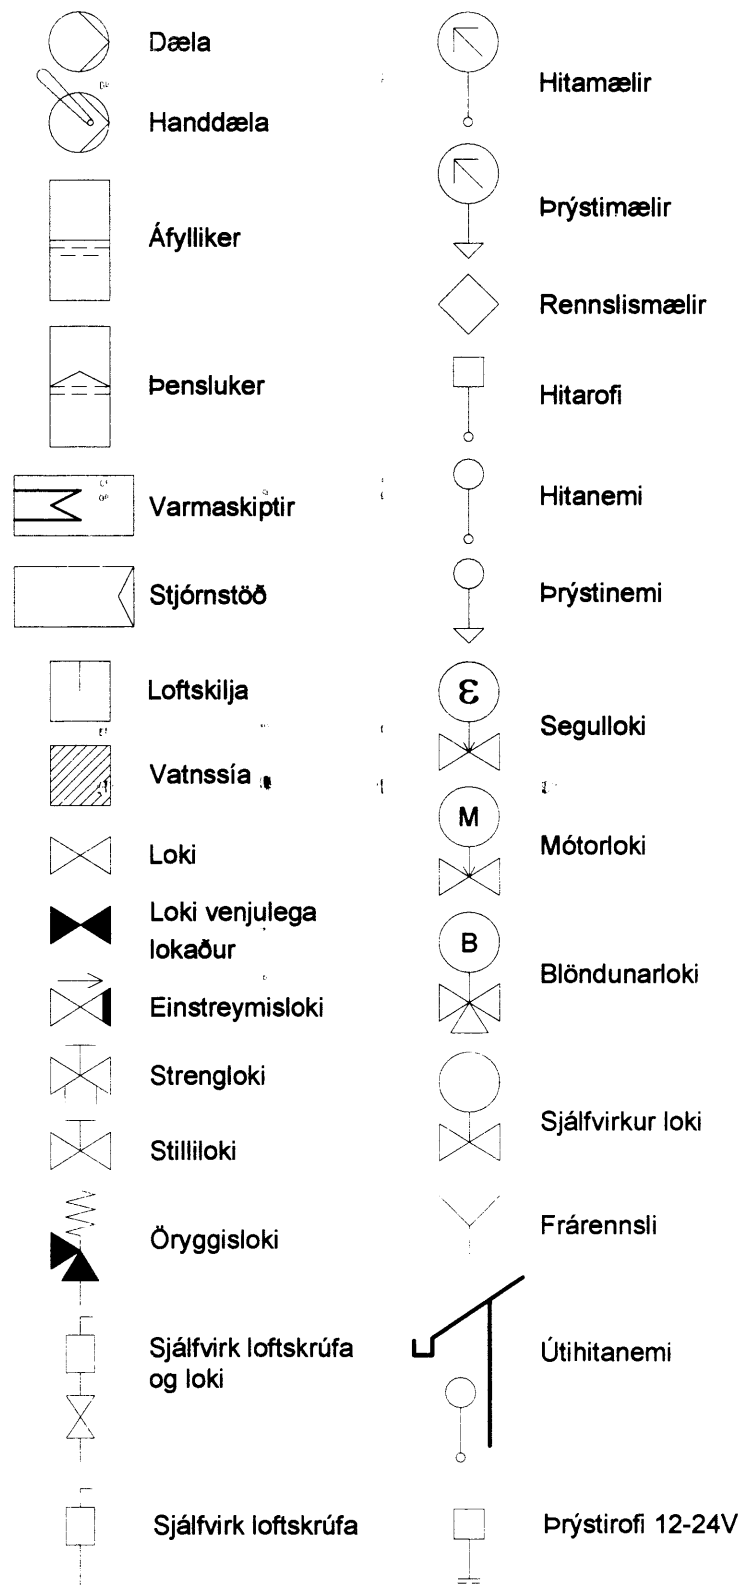 Dæla
Handdæla
Áfylliker
Þensluker
Varmaskiptir
Stjórnstöð
Loftskilja
Vatnssía
Loki
Loki venjulega
lokaður
Einstreymisloki
Strengloki
Stilliloki
Öryggisloki
Sjálfvirk loftskrúfa
og loki
Sjálfvirk loftskrúfa
Hitamælir
Þrýstimælir
Rennslismælir
Hitarofi
Hitanemi
Þrýstinemi
ε
Segulloki
M
Mótorloki
B
Blöndunarloki
Sjálfvirkur loki
Frárennsli
Útihitanemi
Þrýstirofi 12-24V